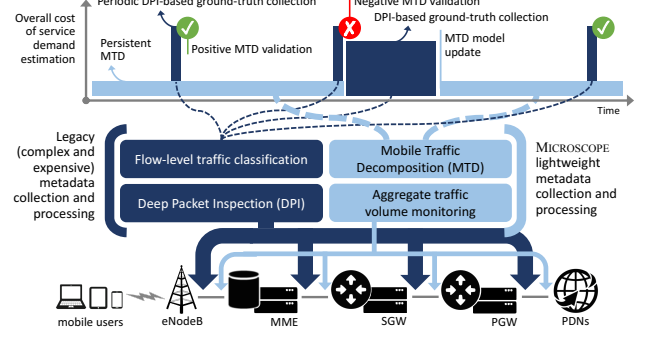 Periodic DPI-based ground-truth collection
Negative MTD validation
DPI-based ground-truth collection
Overall cost
of service
demand
estimation
Persistent
MTD
Positive MTD validation
MTD model
update
Time
Legacy
(complex and
expensive)
metadata
collection and
processing
Flow-level traffic classification
Mobile Traffic
Decomposition (MTD)
Deep Packet Inspection (DPI)
Aggregate traffic
volume monitoring
MICROSCOPE
lightweight
metadata
collection and
processing
mobile users
eNodeB
MME
SGW
PGW
PDNs